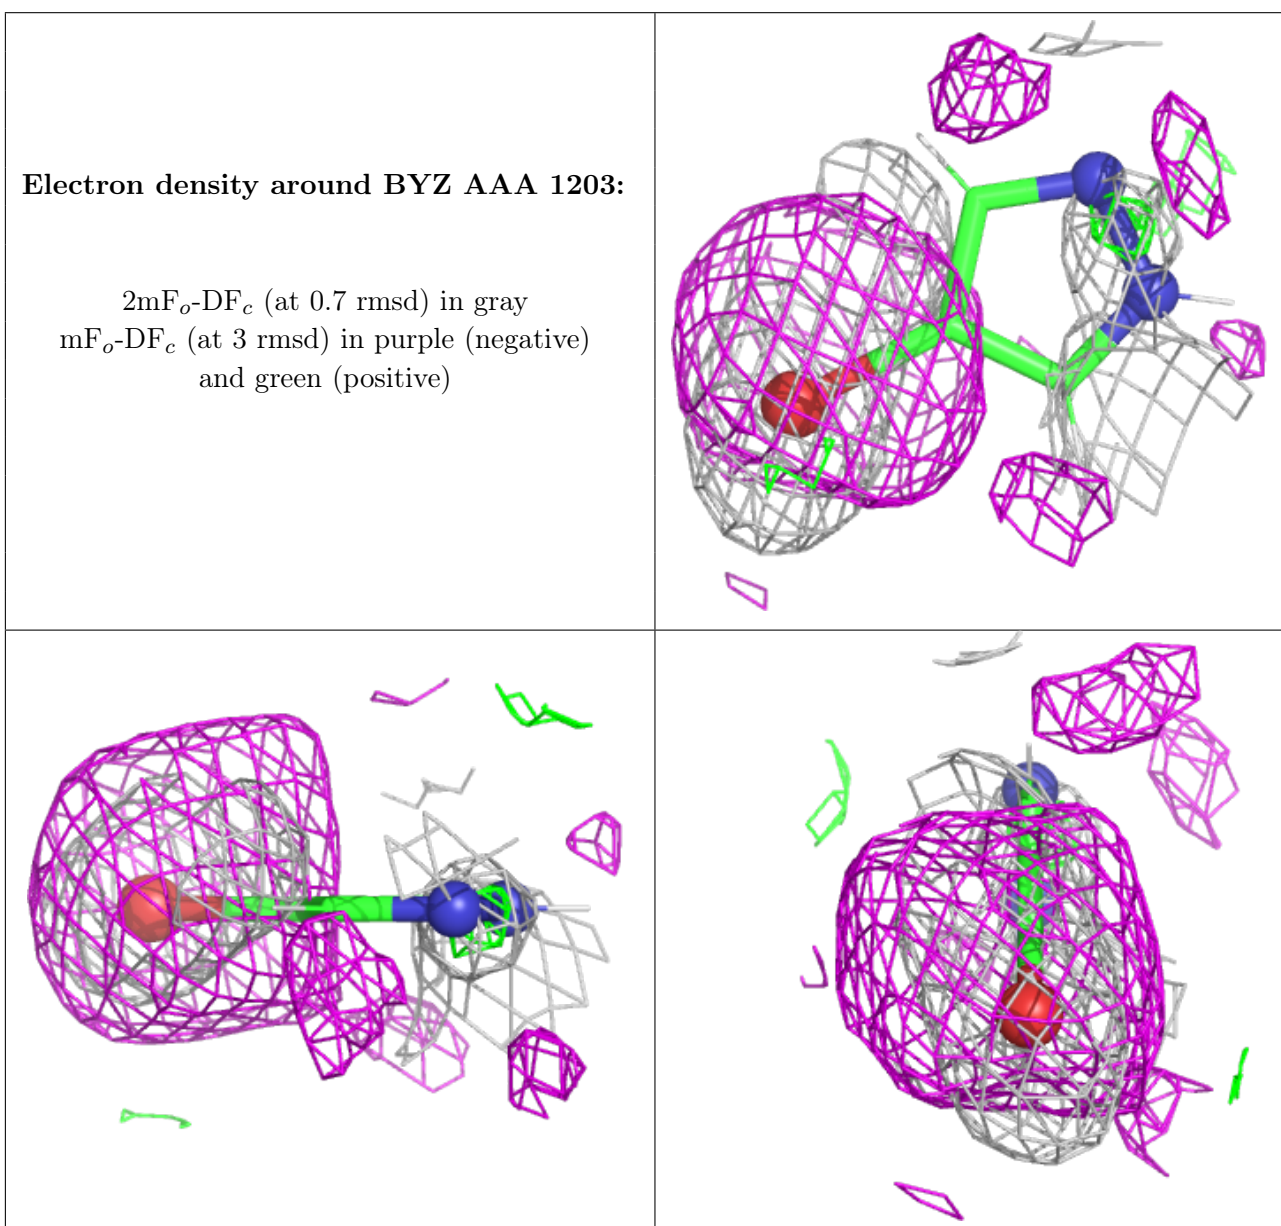 Electron density around BYZ AAA 1203:
2mFo-DFc (at 0.7 rmsd) in gray
mFo-DFc (at 3 rmsd) in purple (negative)
and green (positive)